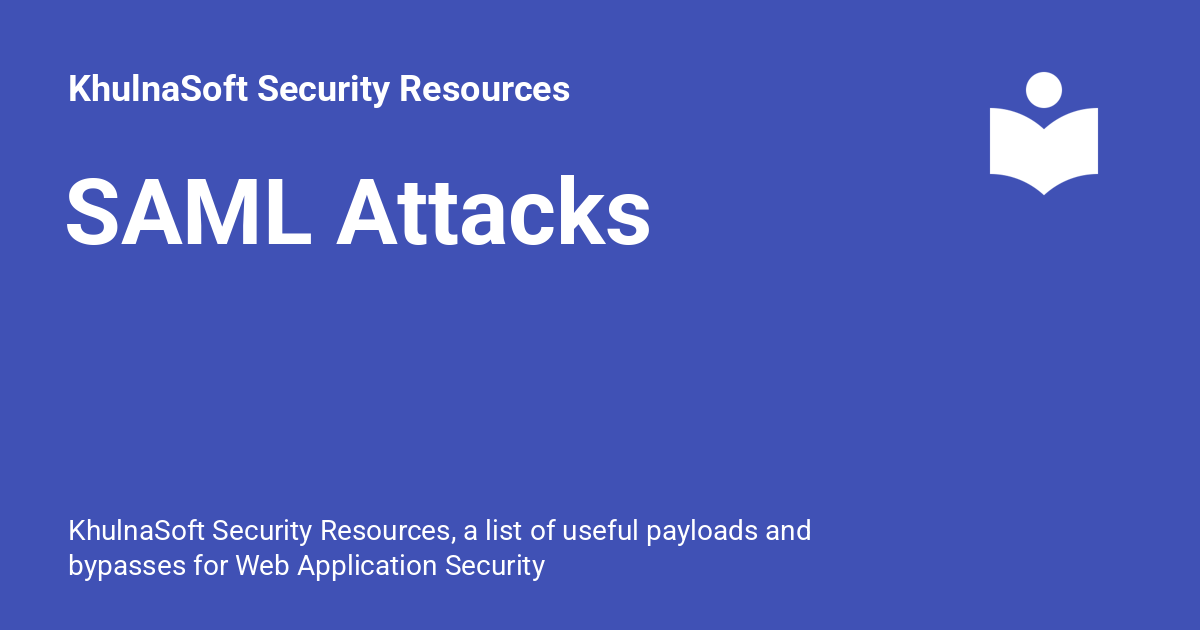 KhulnaSoft Security Resources
SAML Attacks
KhulnaSoft Security Resources, a list of useful payloads and
bypasses for Web Application Security